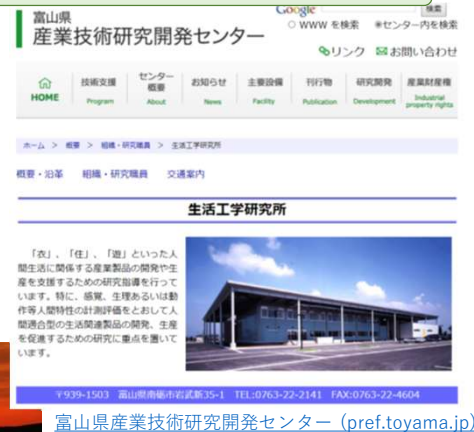 Google 検索
富山県
産業技術研究開発センター
WWW を検索 センター内を検索
リンク お問い合わせ
HOME
技術支援 Program
センター概要 About
お知らせ News
主要設備 Facility
刊行物 Publication
研究開発 Development
産業財産権 Industrial property rights
ホーム > 概要 > 組織・研究職員 > 生活工学研究所
概要・沿革 組織・研究職員 交通案内
生活工学研究所
「衣」、「住」、「遊」といった人
間生活に関係する産業製品の開発や生
産を支援するための研究指導を行って
います。特に、感覚、生理あるいは動
作等人間特性の計測評価をとおして人
間適合型の生活関連製品の開発、生産
を促進するための研究に重点を置いて
います。
〒939-1503 富山県南砺市岩武新35-1 TEL:0763-22-2141 FAX:0763-22-4604
富山県産業技術研究開発センター (pref.toyama.jp)